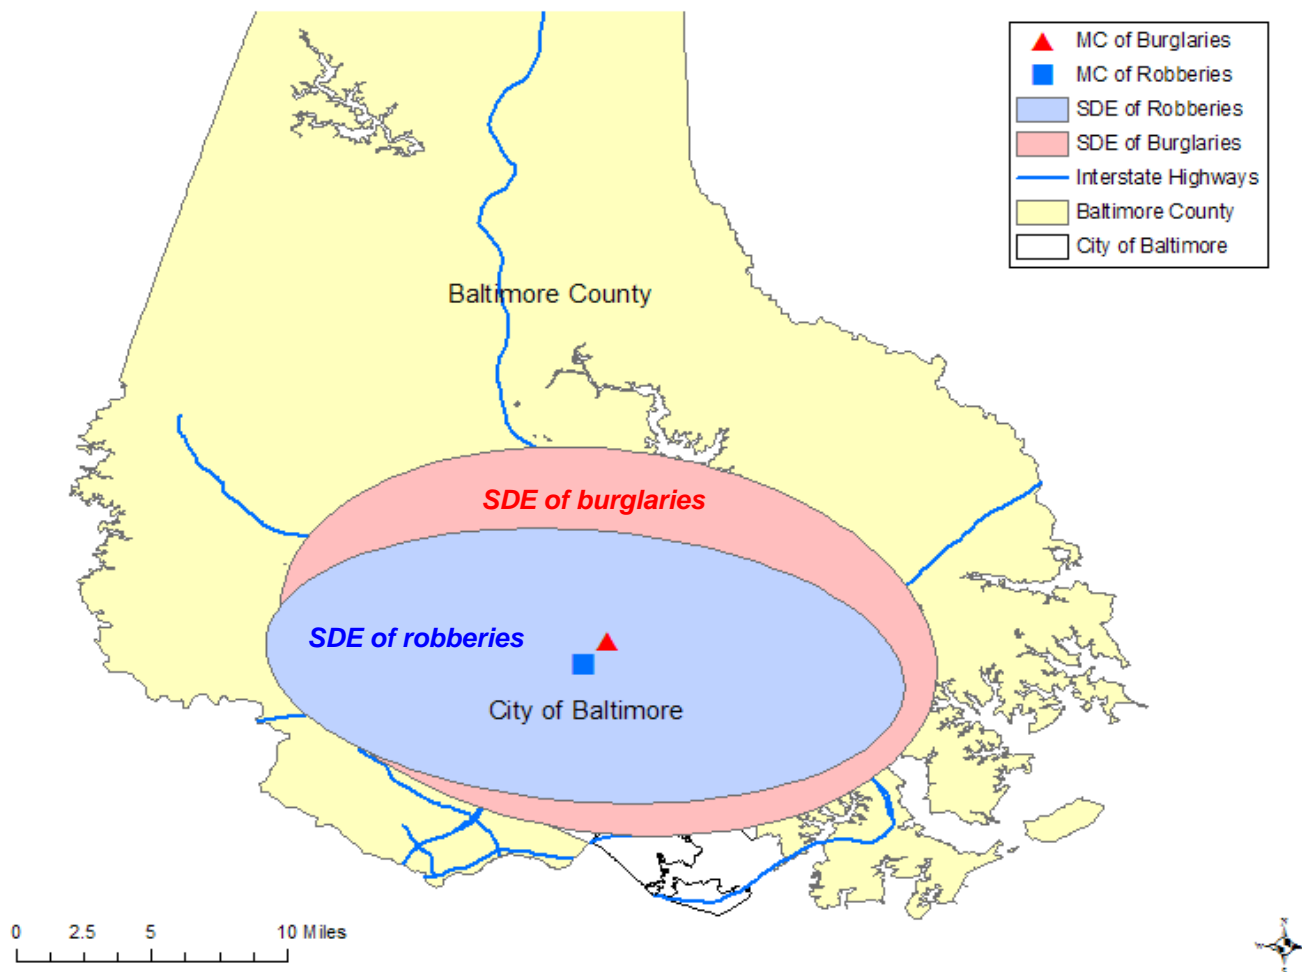 MC of Burglaries
MC of Robberies
SDE of Robberies
SDE of Burglaries
Interstate Highways
Baltimore County
City of Baltimore
Baltimore County
SDE of burglaries
SDE of robberies
City of Baltimore
0 2.5 5 10 Miles
N
W
S